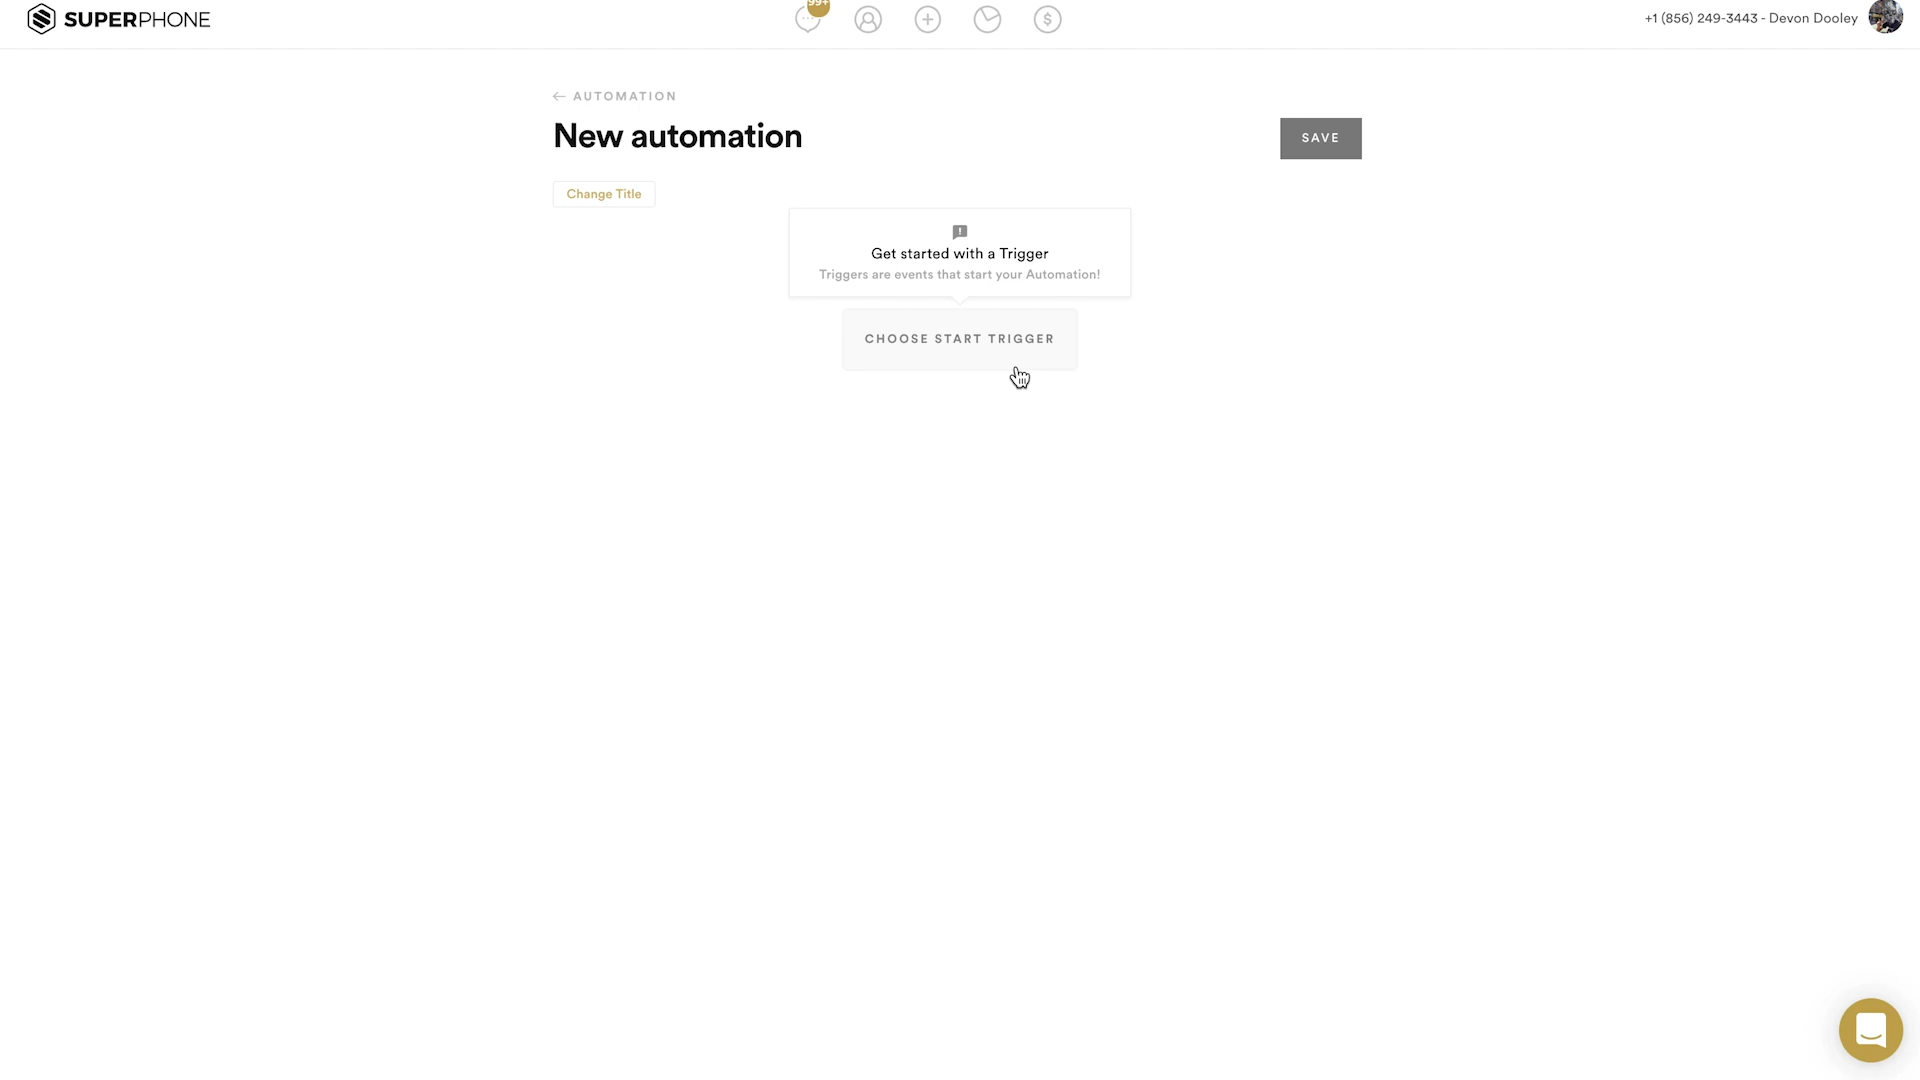 SUPERPHONE
99+
+1 (856) 249-3443 - Devon Dooley
← AUTOMATION
New automation
SAVE
Change Title
Get started with a Trigger
Triggers are events that start your Automation!
CHOOSE START TRIGGER